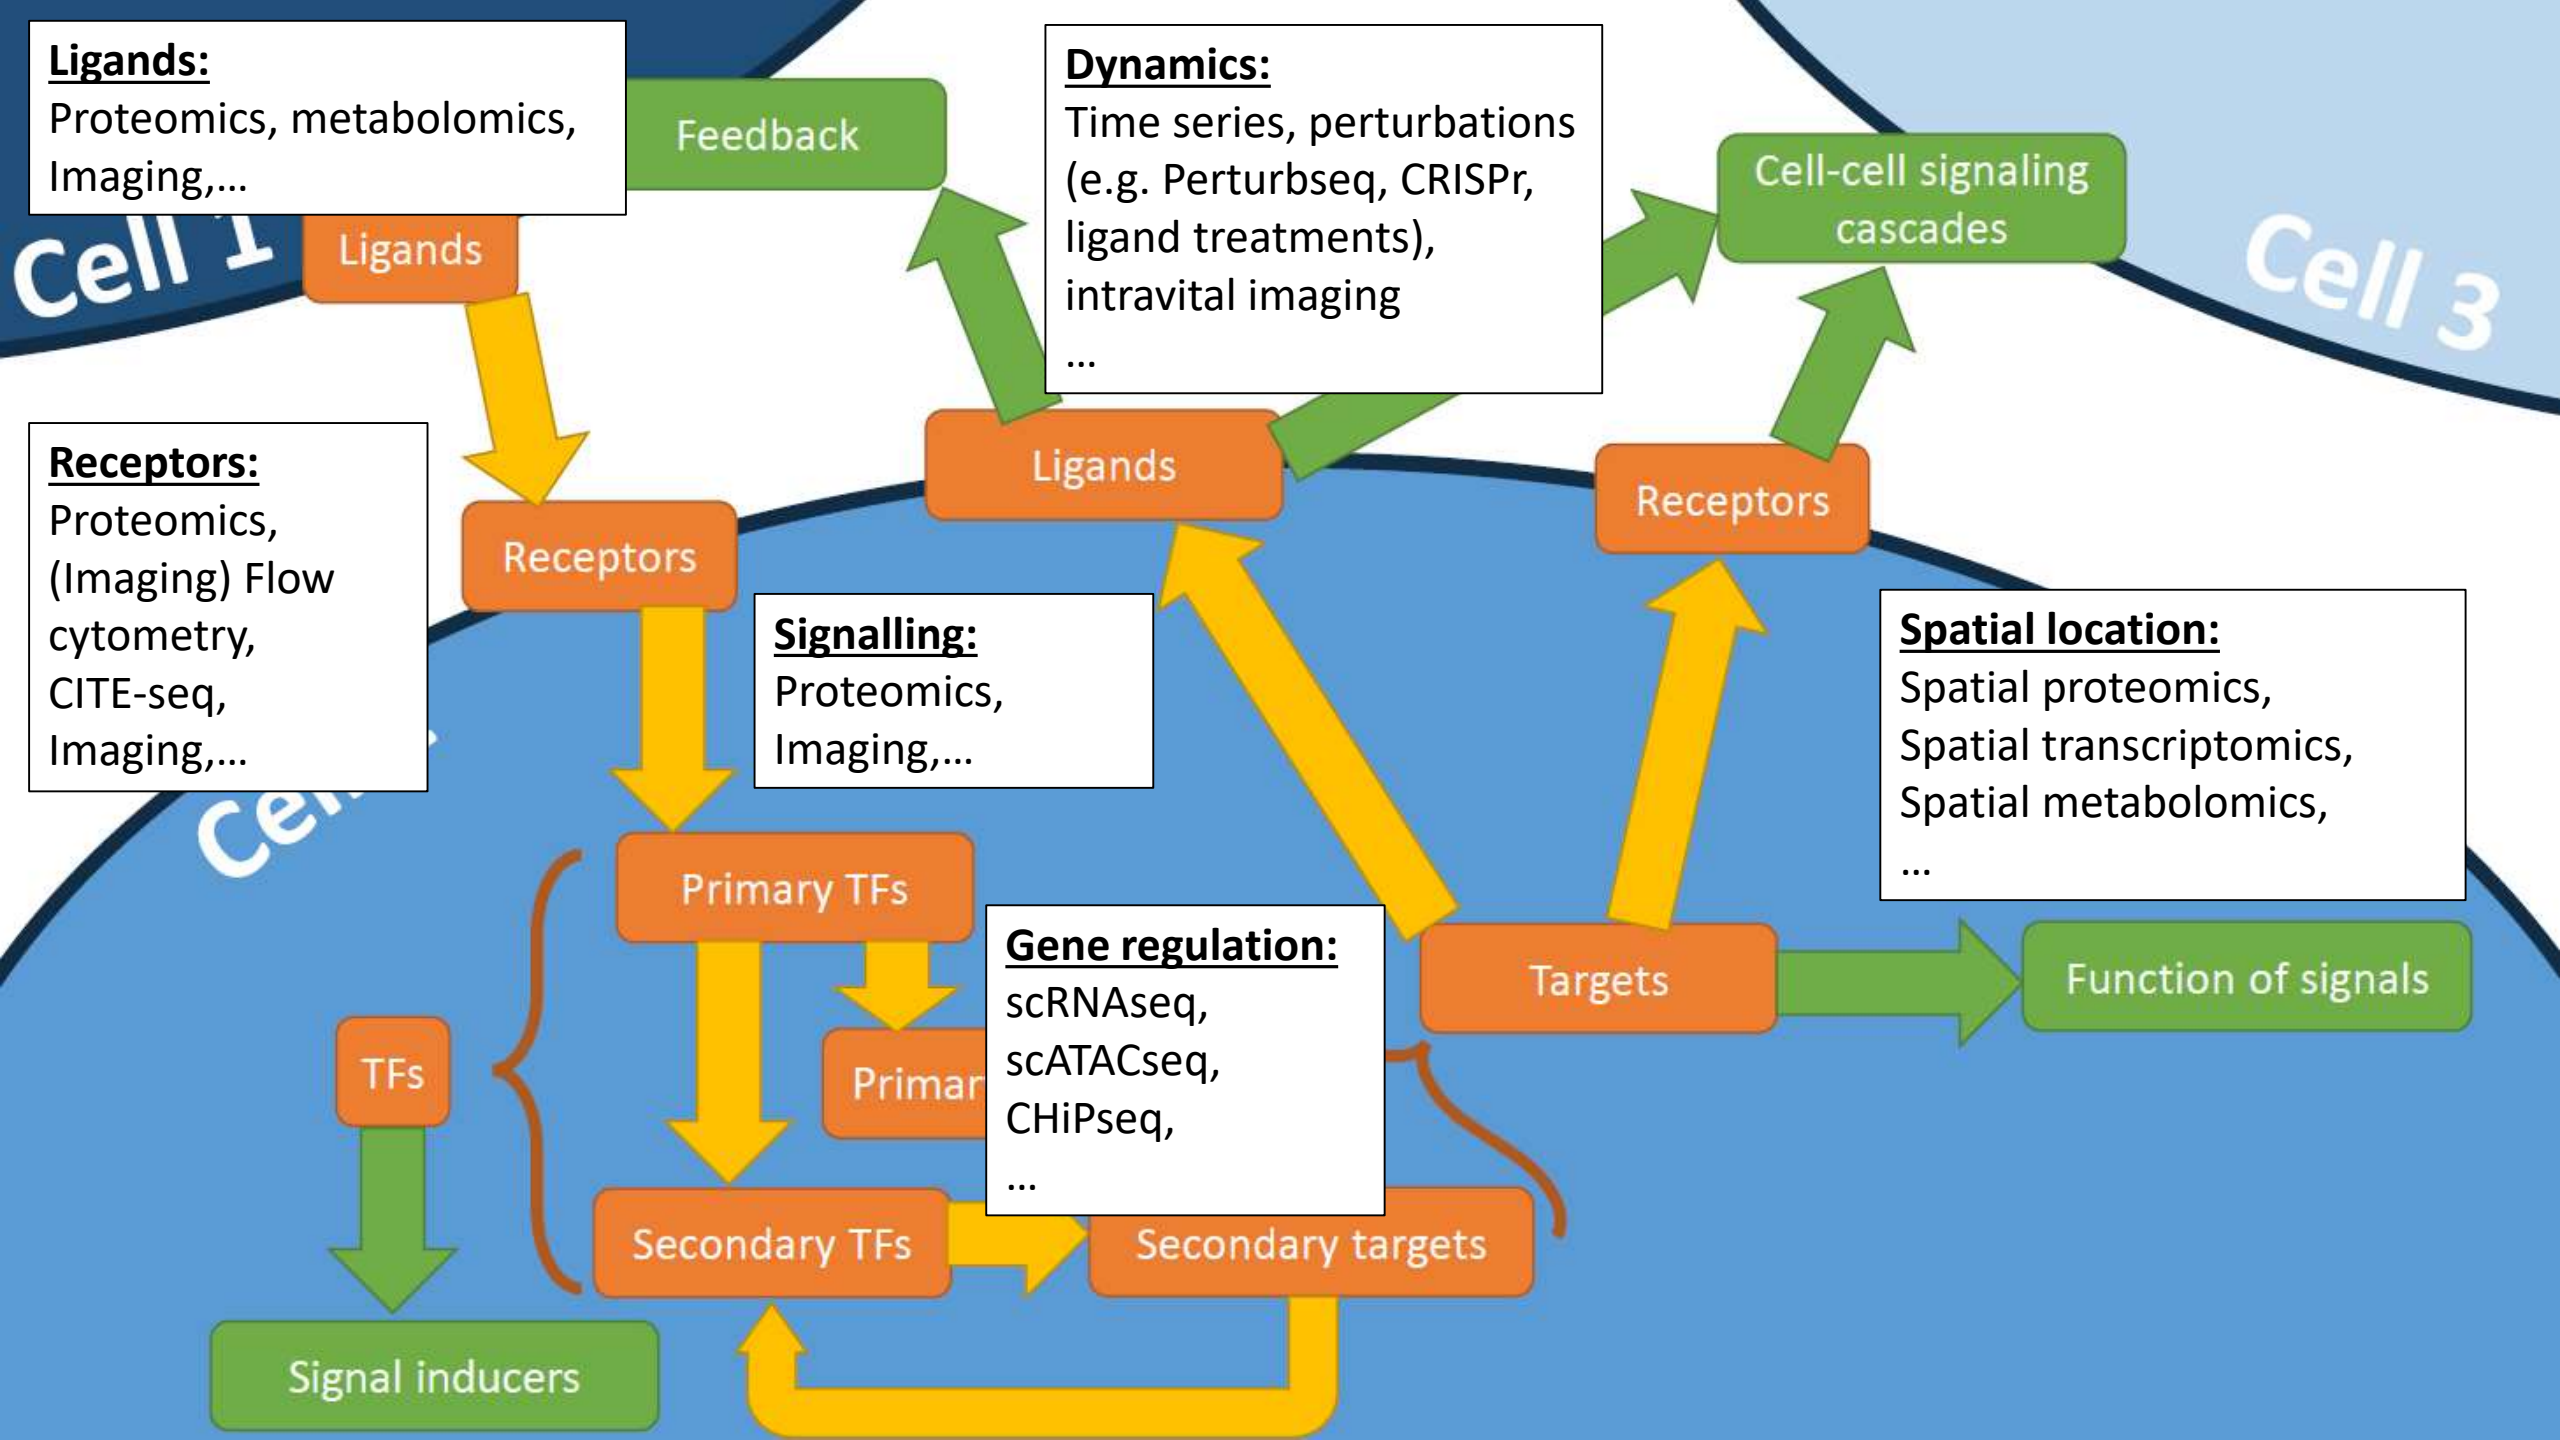 Ligands:
Proteomics, metabolomics,
Imaging,...
Feedback
Dynamics:
Time series, perturbations
(e.g. Perturbseq, CRISPr,
ligand treatments),
intravital imaging
...
Cell-cell signaling
cascades
Cell 1
Ligands
Cell 3
Receptors:
Proteomics,
(Imaging) Flow
cytometry,
CITE-seq,
Imaging,...
Receptors
Ligands
Receptors
Signalling:
Proteomics,
Imaging,...
Spatial location:
Spatial proteomics,
Spatial transcriptomics,
Spatial metabolomics,
...
Primary TFs
Gene regulation:
scRNAseq,
scATACseq,
CHiPseq,
...
Targets
Function of signals
TFs
Secondary TFs
Secondary targets
Signal inducers